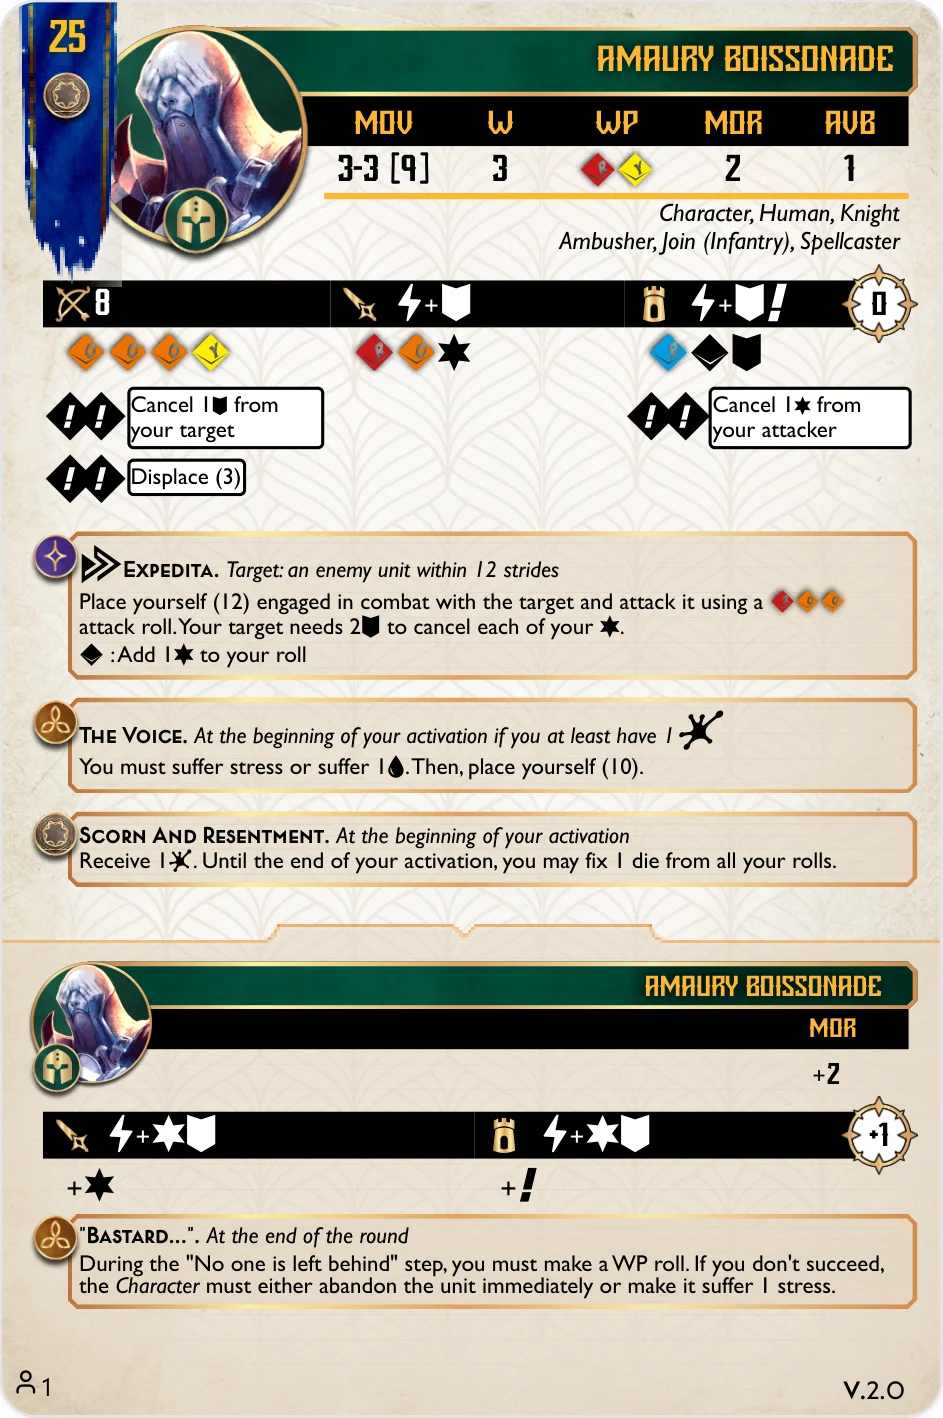 25
AMAURY BOISSONADE
MOV W WP MOR AVB
3-3 [9] 3 R Y 2 1
Character, Human, Knight
Ambusher, Join (Infantry), Spellcaster
8 + + ! 0
O O O Y R O B
! ! Cancel 1 from
your target
! ! Cancel 1 from
your attacker
! ! Displace (3)
EXPEDITA. Target: an enemy unit within 12 strides
Place yourself (12) engaged in combat with the target and attack it using a R O O
attack roll. Your target needs 2 to cancel each of your .
: Add 1 to your roll
THE VOICE. At the beginning of your activation if you at least have 1
You must suffer stress or suffer 1 . Then, place yourself (10).
SCORN AND RESENTMENT. At the beginning of your activation
Receive 1 . Until the end of your activation, you may fix 1 die from all your rolls.
AMAURY BOISSONADE
MOR
+2
+ + +1
+ +!
"BASTARD...". At the end of the round
During the "No one is left behind" step, you must make a WP roll. If you don't succeed,
the Character must either abandon the unit immediately or make it suffer 1 stress.
1 V.2.0